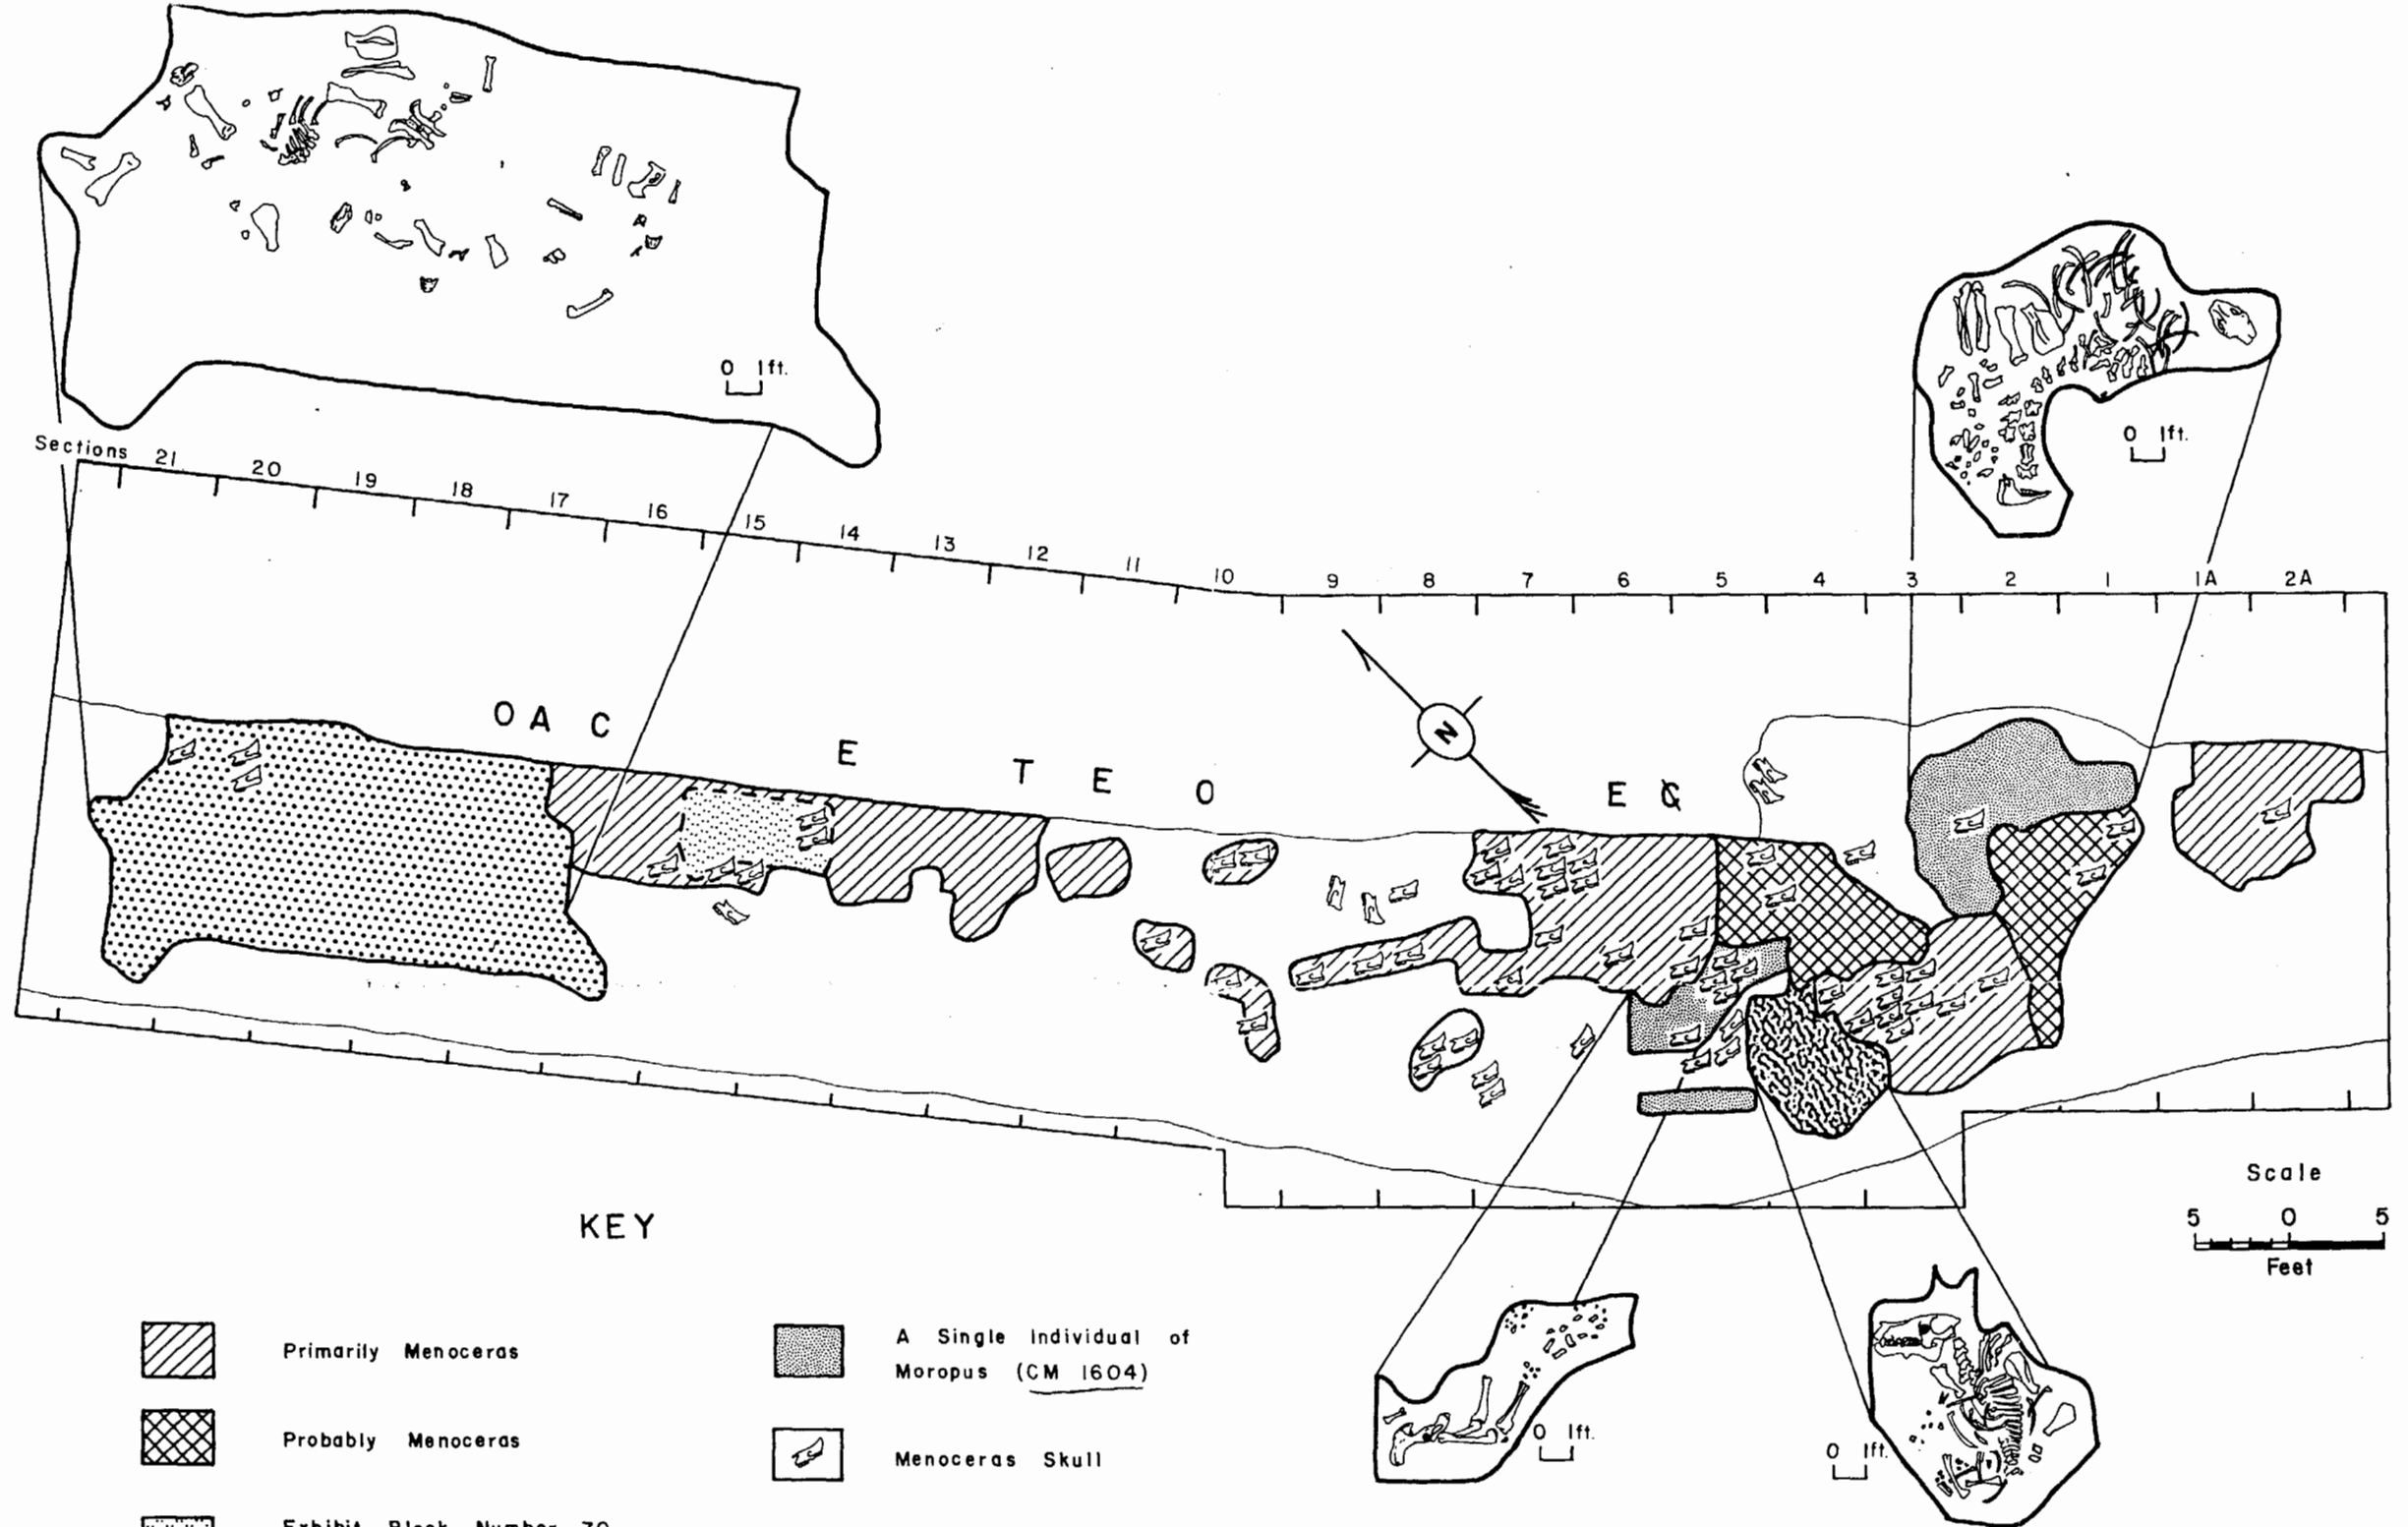 0 1ft.
0 1ft.
Sections 21 20 19 18 17 16 15 14 13 12 11 10 9 8 7 6 5 4 3 2 1 1A 2A
O A C E T E O E
N
Scale
5 0 5
Feet
KEY
Primarily Menoceras
Probably Menoceras
A Single Individual of
Moropus (CM 1604)
Menoceras Skull
0 1ft.
0 1ft.